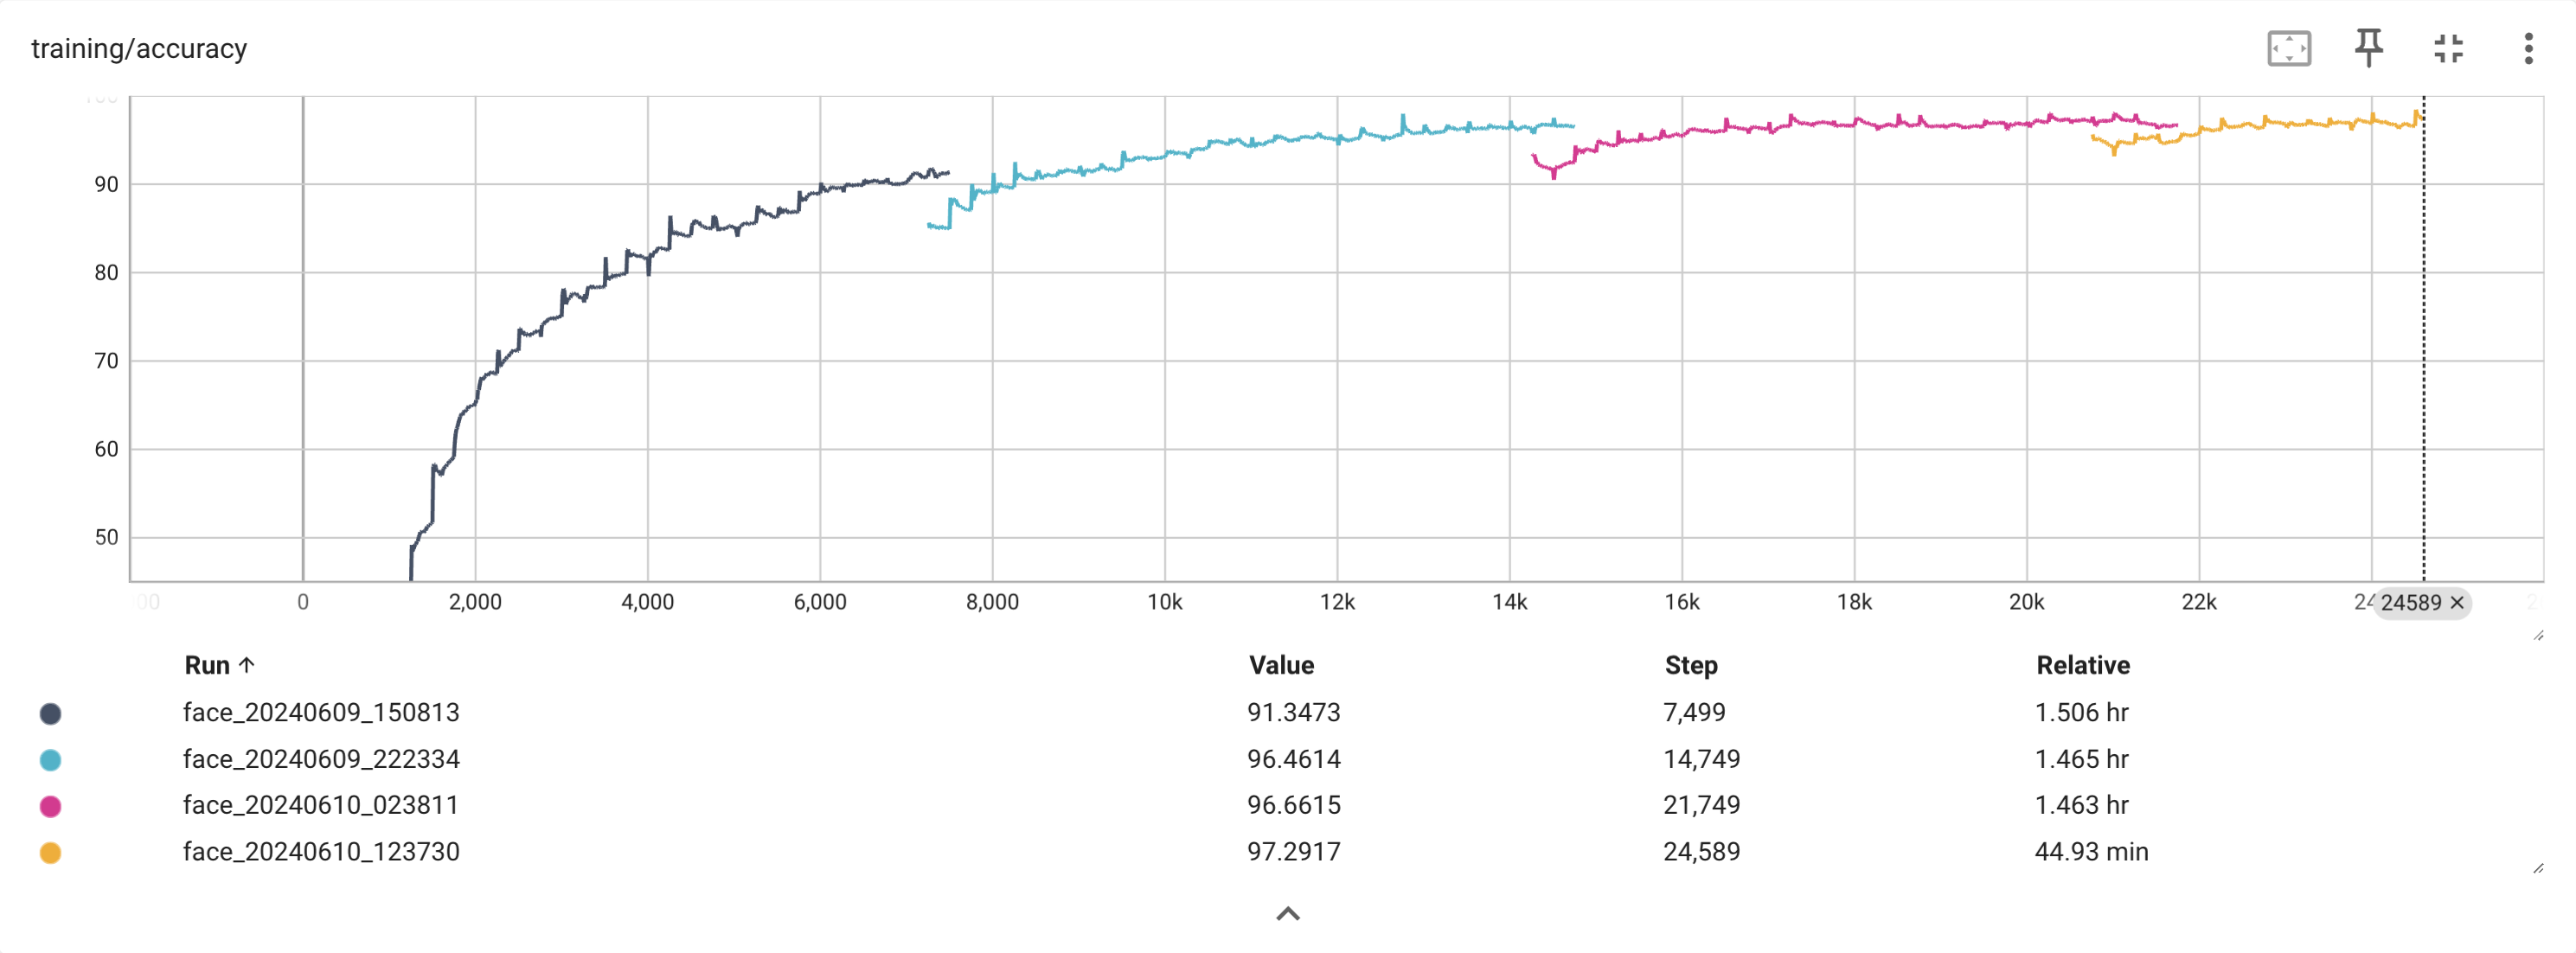 training/accuracy
90
80
70
60
50
0 2,000 4,000 6,000 8,000 10k 12k 14k 16k 18k 20k 22k 24589 ✕
Run ↑ Value Step Relative
face_20240609_150813 91.3473 7,499 1.506 hr
face_20240609_222334 96.4614 14,749 1.465 hr
face_20240610_023811 96.6615 21,749 1.463 hr
face_20240610_123730 97.2917 24,589 44.93 min